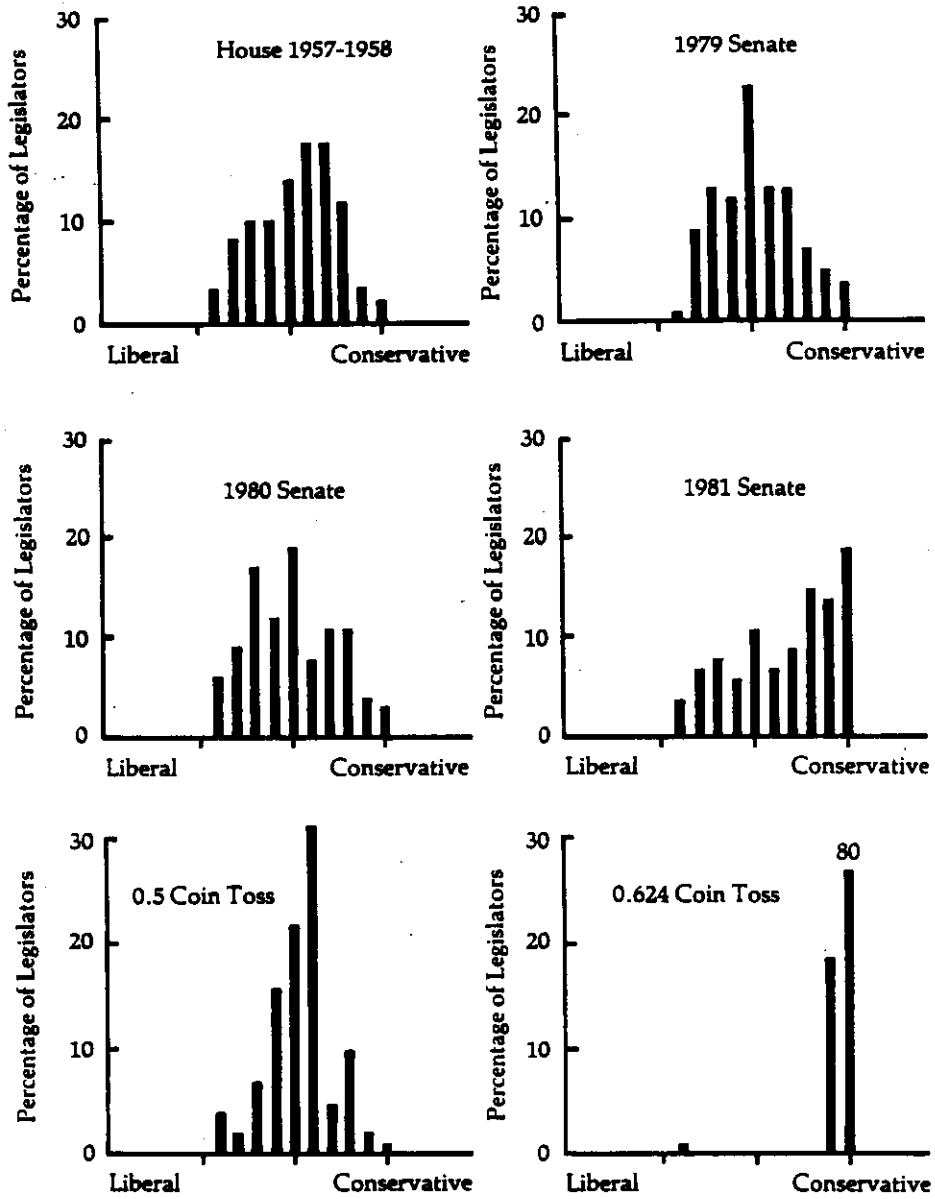 House 1957-1958
Percentage of Legislators
30
20
10
0
Liberal Conservative
1979 Senate
Percentage of Legislators
30
20
10
0
Liberal Conservative
1980 Senate
Percentage of Legislators
30
20
10
0
Liberal Conservative
1981 Senate
Percentage of Legislators
30
20
10
0
Liberal Conservative
0.5 Coin Toss
Percentage of Legislators
30
20
10
0
Liberal Conservative
0.624 Coin Toss
80
Percentage of Legislators
30
20
10
0
Liberal Conservative